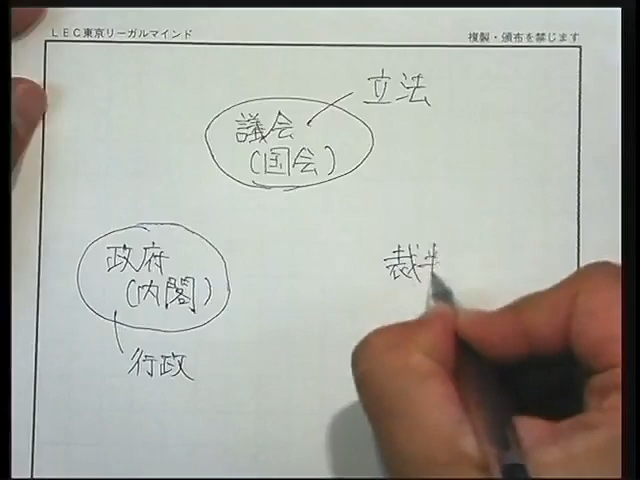 LEC東京リーガルマインド
複製・頒布を禁じます
立法
議会
(国会)
政府
(内閣)
行政
裁